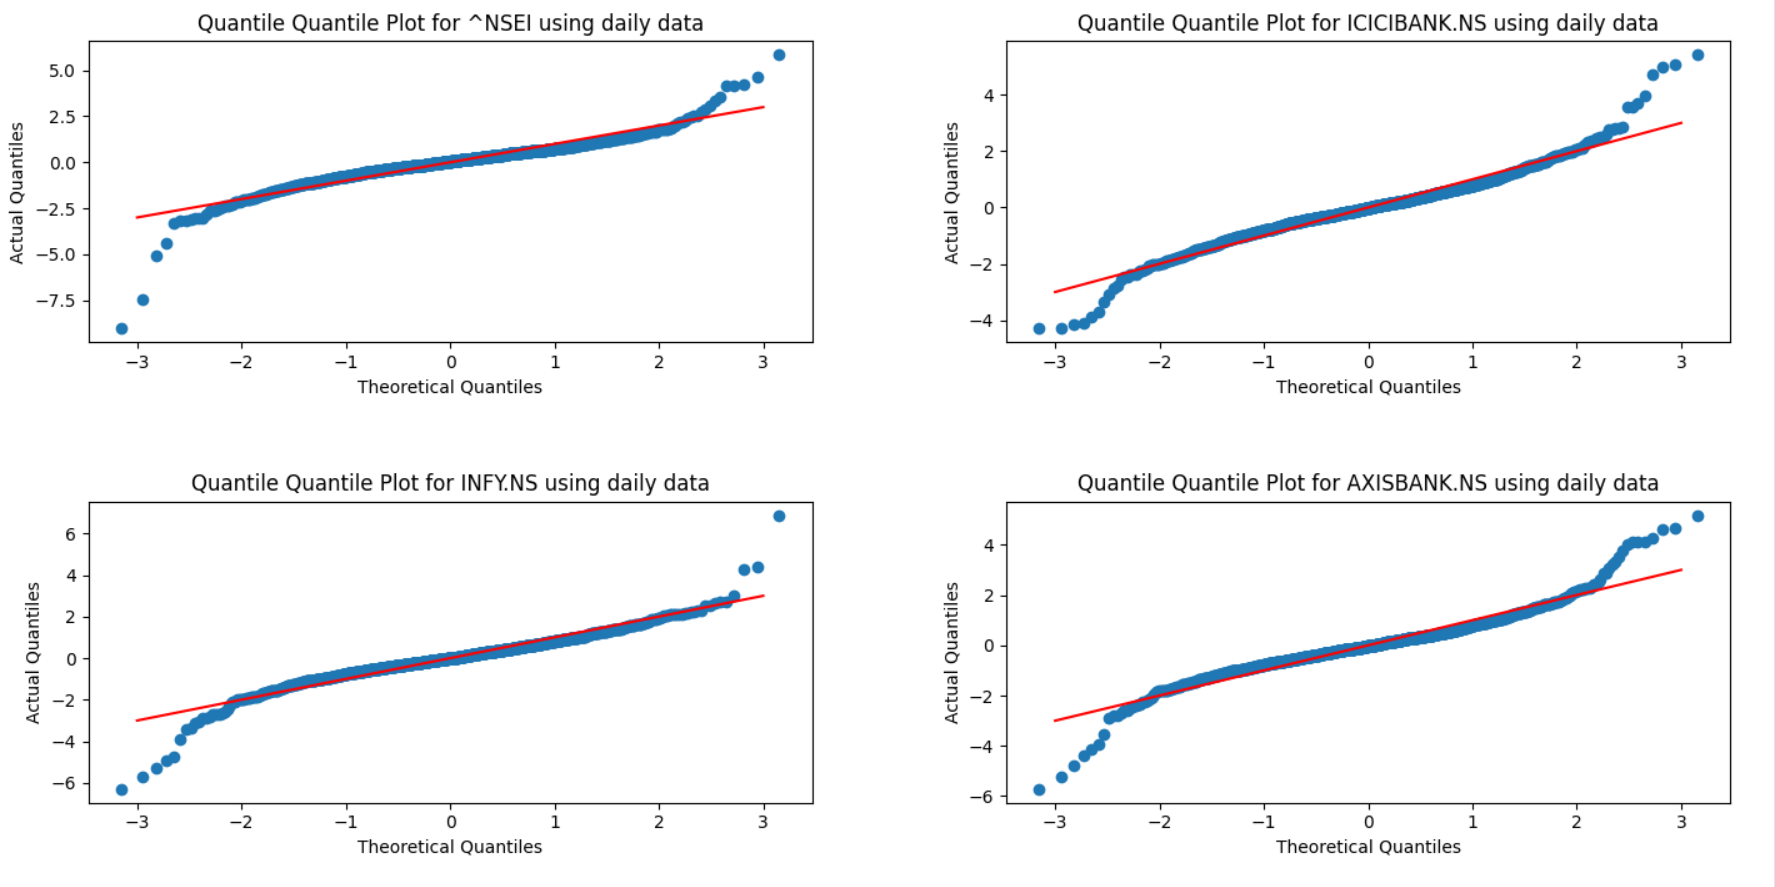 Quantile Quantile Plot for ^NSEI using daily data
Actual Quantiles
5.0
2.5
0.0
−2.5
−5.0
−7.5
−3 −2 −1 0 1 2 3
Theoretical Quantiles
Quantile Quantile Plot for ICICIBANK.NS using daily data
Actual Quantiles
4
2
0
−2
−4
−3 −2 −1 0 1 2 3
Theoretical Quantiles
Quantile Quantile Plot for INFY.NS using daily data
Actual Quantiles
6
4
2
0
−2
−4
−6
−3 −2 −1 0 1 2 3
Theoretical Quantiles
Quantile Quantile Plot for AXISBANK.NS using daily data
Actual Quantiles
4
2
0
−2
−4
−6
−3 −2 −1 0 1 2 3
Theoretical Quantiles